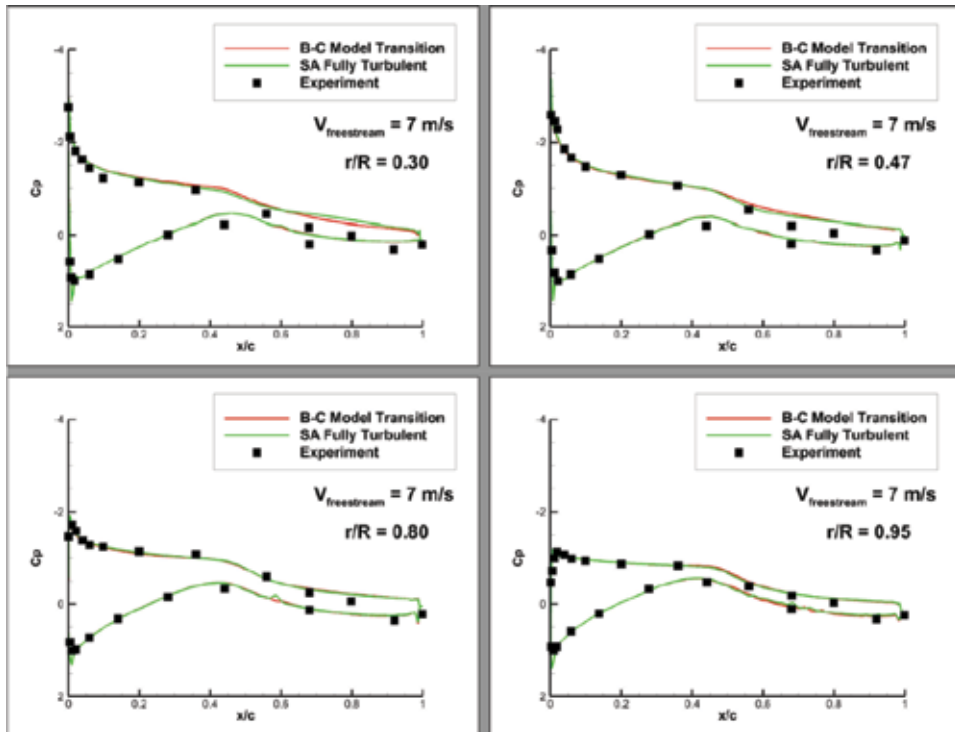 -4
-2
0
2
Cp
B-C Model Transition
SA Fully Turbulent
Experiment
V freestream = 7 m/s
r/R = 0.30
0 0.2 0.4 0.6 0.8 1
x/c
-4
-2
0
2
Cp
B-C Model Transition
SA Fully Turbulent
Experiment
V freestream = 7 m/s
r/R = 0.47
0 0.2 0.4 0.6 0.8 1
x/c
-4
-2
0
2
Cp
B-C Model Transition
SA Fully Turbulent
Experiment
V freestream = 7 m/s
r/R = 0.80
0 0.2 0.4 0.6 0.8 1
x/c
-4
-2
0
2
Cp
B-C Model Transition
SA Fully Turbulent
Experiment
V freestream = 7 m/s
r/R = 0.95
0 0.2 0.4 0.6 0.8 1
x/c